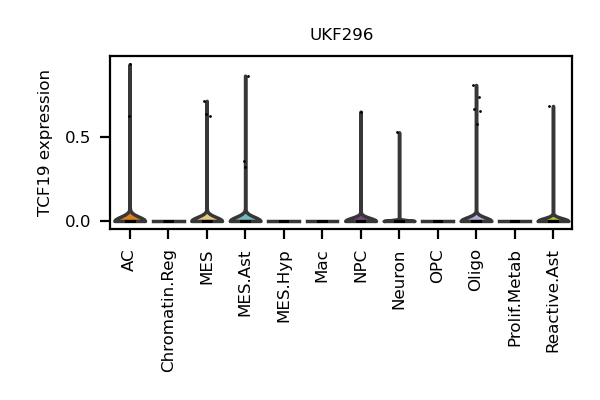 UKF296
TCF19 expression
0.5
0.0
AC
Chromatin.Reg
MES
MES.Ast
MES.Hyp
Mac
NPC
Neuron
OPC
Oligo
Prolif.Metab
Reactive.Ast